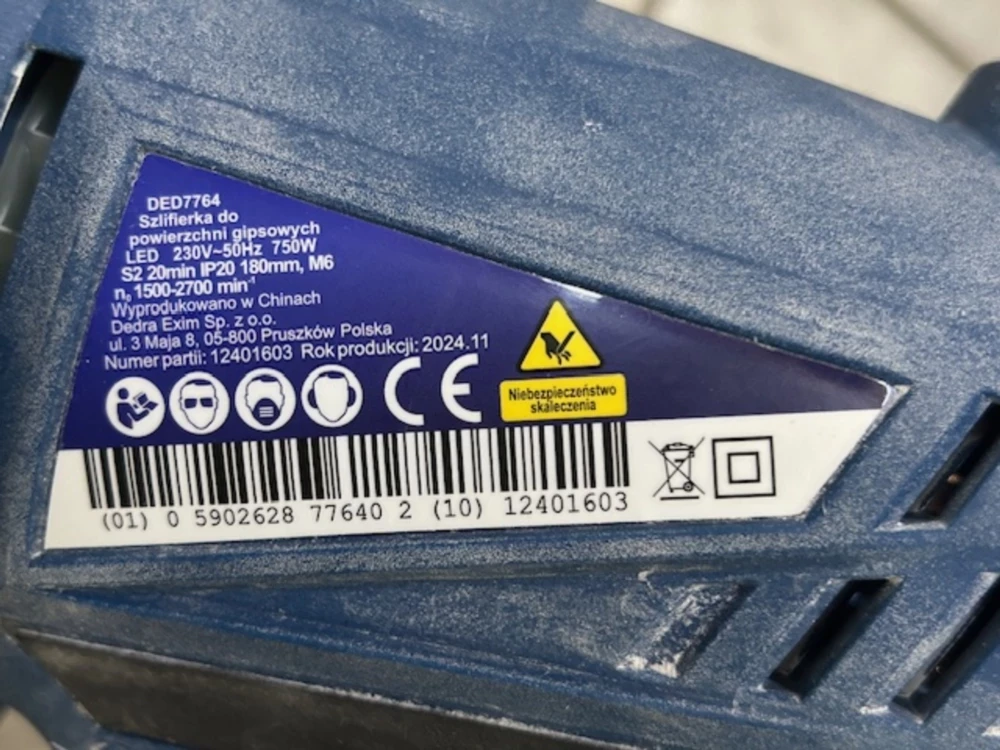 DED7764
Szlifierka do
powierzchni gipsowych
LED 230V~50Hz 750W
S2 20min IP20 180mm, M6
n₀ 1500-2700 min⁻¹
Wyprodukowano w Chinach
Dedra Exim Sp. z o.o.
ul. 3 Maja 8, 05-800 Pruszków Polska
Numer partii: 12401603 Rok produkcji: 2024.11
CE
Niebezpieczeństwo
skaleczenia
(01) 0 5902628 77640 2 (10) 12401603